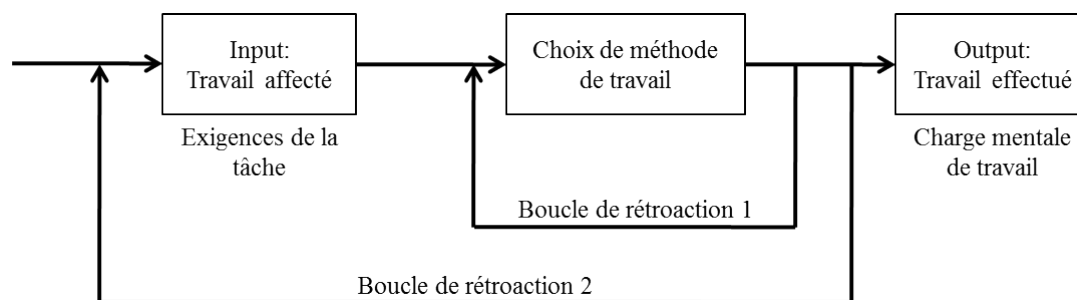 Input:
Travail affecté
Exigences de la
tâche
Choix de méthode
de travail
Output:
Travail effectué
Charge mentale
de travail
Boucle de rétroaction 1
Boucle de rétroaction 2